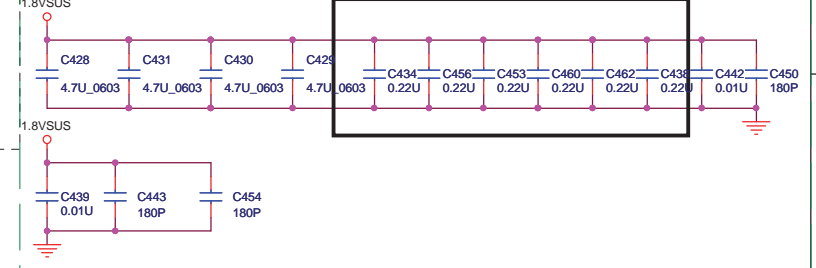 1.8VSUS
C428 C431 C430 C429 C434 C456 C453 C460 C462 C438 C442 C450
4.7U_0603 4.7U_0603 4.7U_0603 4.7U_0603 0.22U 0.22U 0.22U 0.22U 0.22U 0.22U 0.01U 180P
1.8VSUS
C439 C443 C454
0.01U 180P 180P